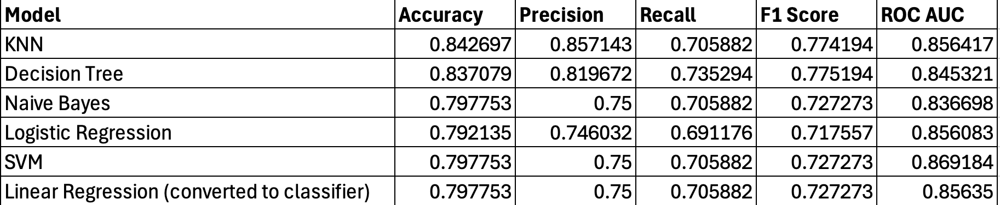 Model Accuracy Precision Recall F1 Score ROC AUC
KNN 0.842697 0.857143 0.705882 0.774194 0.856417
Decision Tree 0.837079 0.819672 0.735294 0.775194 0.845321
Naive Bayes 0.797753 0.75 0.705882 0.727273 0.836698
Logistic Regression 0.792135 0.746032 0.691176 0.717557 0.856083
SVM 0.797753 0.75 0.705882 0.727273 0.869184
Linear Regression (converted to classifier) 0.797753 0.75 0.705882 0.727273 0.85635